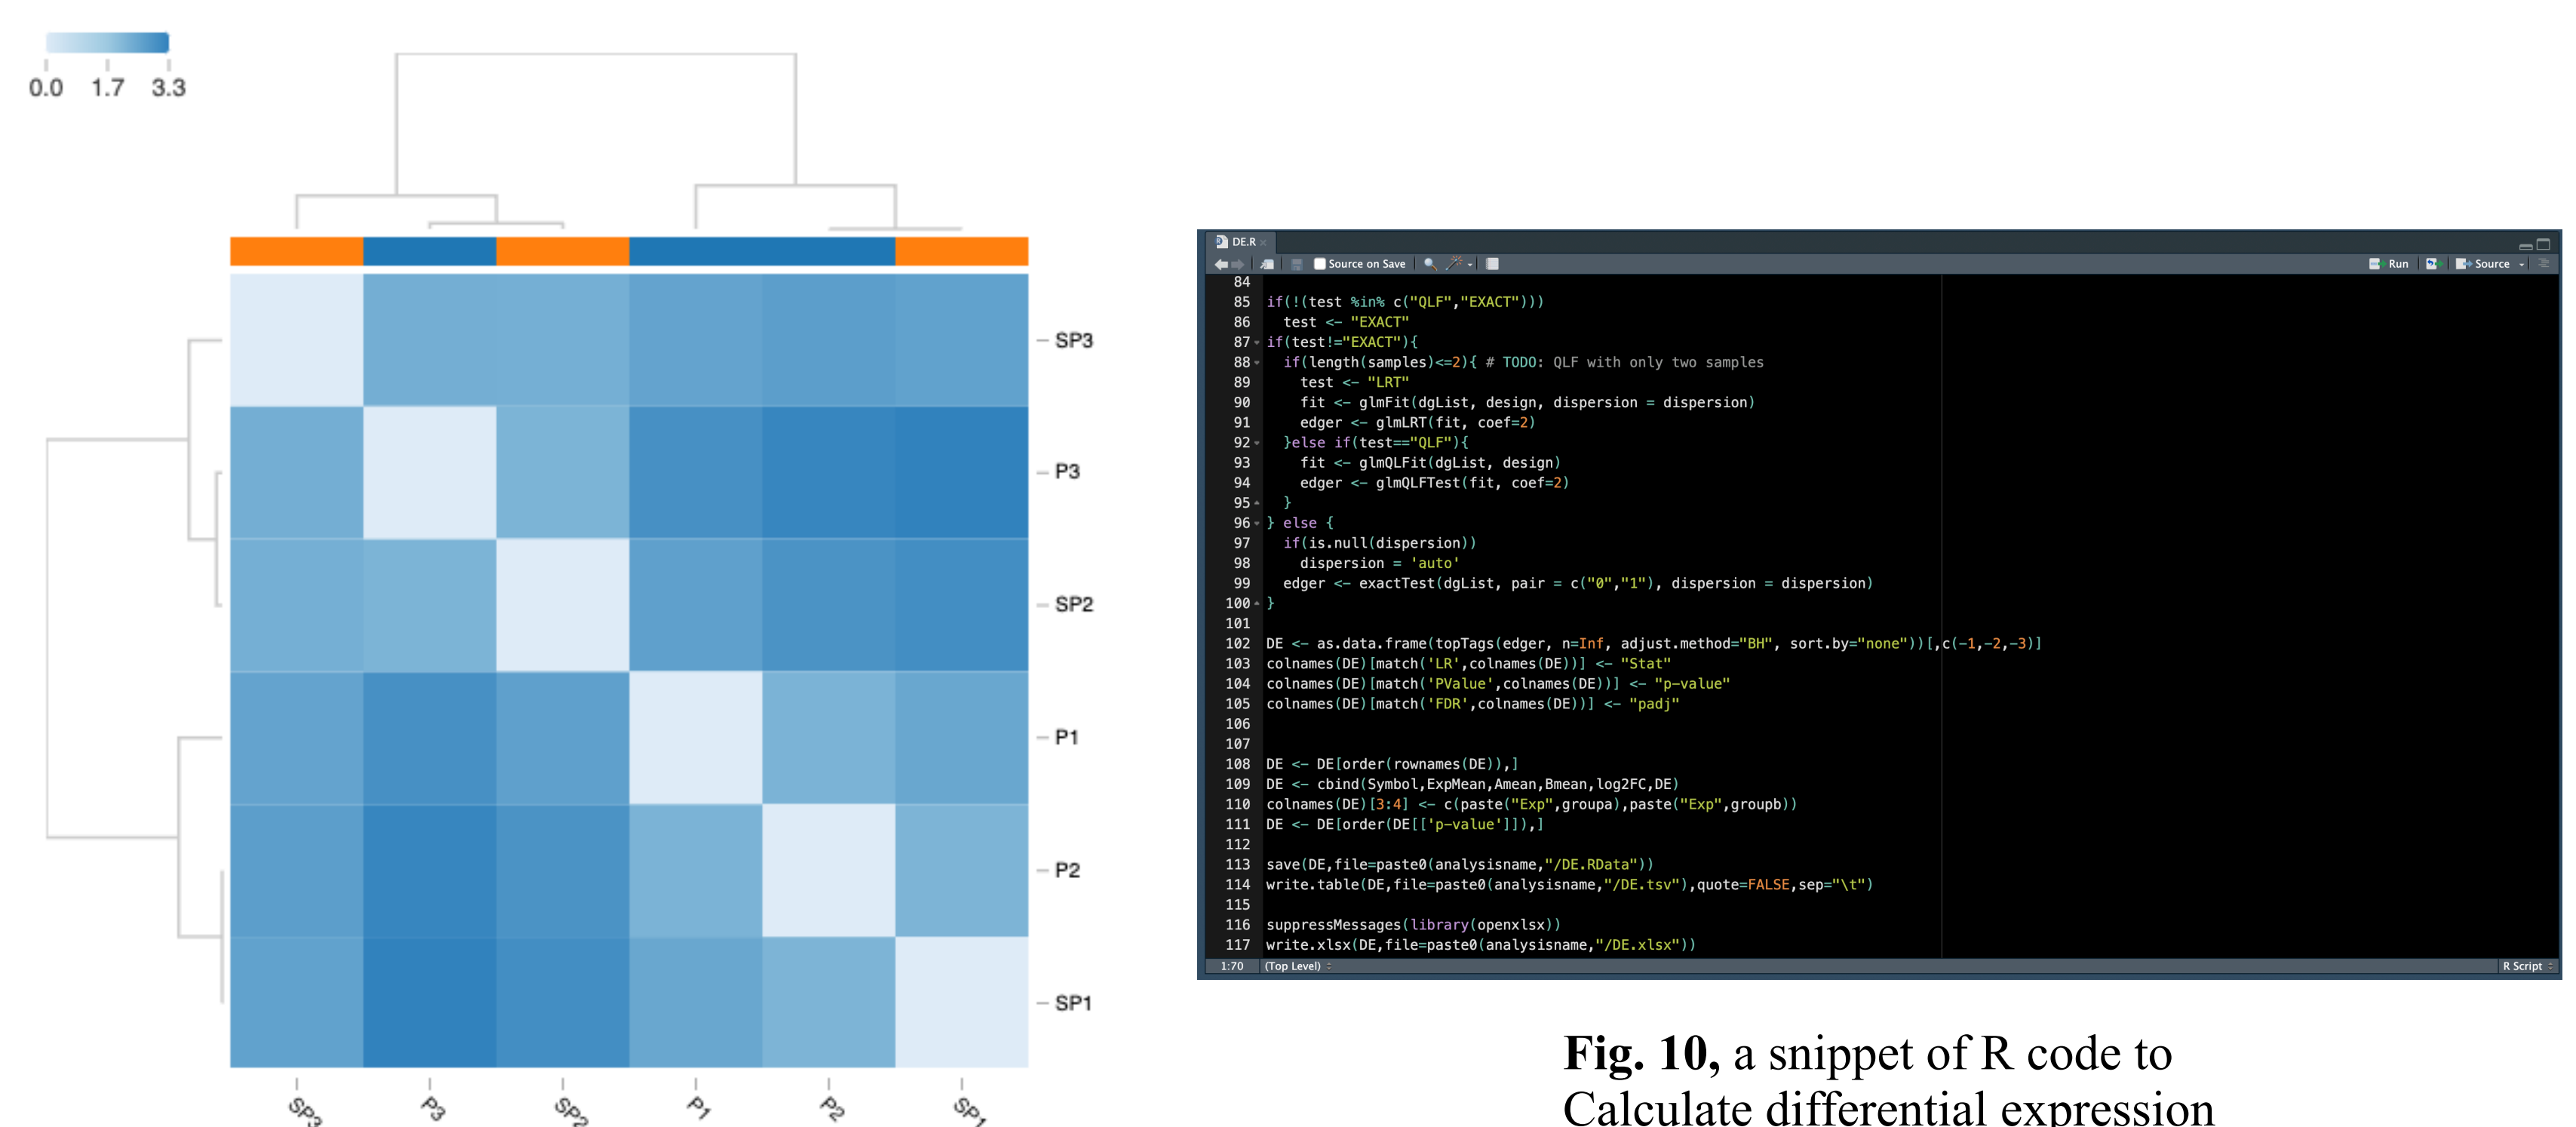 0.0 1.7 3.3
SP3
P3
SP2
P1
P2
SP1
SP3 P3 SP2 P1 P2 SP1
DE.R
Source on Save
Run
Source
84
85 if(!(test %in% c("QLF","EXACT")))
86   test <- "EXACT"
87 if(test!="EXACT"){
88   if(length(samples)<=2){ # TODO: QLF with only two samples
89     test <- "LRT"
90     fit <- glmFit(dgList, design, dispersion = dispersion)
91     edger <- glmLRT(fit, coef=2)
92   }else if(test=="QLF"){
93     fit <- glmQLFit(dgList, design)
94     edger <- glmQLFTest(fit, coef=2)
95   }
96 } else {
97   if(is.null(dispersion))
98     dispersion = 'auto'
99   edger <- exactTest(dgList, pair = c("0","1"), dispersion = dispersion)
100 }
101
102 DE <- as.data.frame(topTags(edger, n=Inf, adjust.method="BH", sort.by="none"))[,c(-1,-2,-3)]
103 colnames(DE)[match('LR',colnames(DE))] <- "Stat"
104 colnames(DE)[match('PValue',colnames(DE))] <- "p-value"
105 colnames(DE)[match('FDR',colnames(DE))] <- "padj"
106
107
108 DE <- DE[order(rownames(DE)),]
109 DE <- cbind(Symbol,ExpMean,Amean,Bmean,log2FC,DE)
110 colnames(DE)[3:4] <- c(paste("Exp",groupa),paste("Exp",groupb))
111 DE <- DE[order(DE[['p-value']]),]
112
113 save(DE,file=paste0(analysisname,"/DE.RData"))
114 write.table(DE,file=paste0(analysisname,"/DE.tsv"),quote=FALSE,sep="\t")
115
116 suppressMessages(library(openxlsx))
117 write.xlsx(DE,file=paste0(analysisname,"/DE.xlsx"))
1:70 (Top Level)
R Script
Fig. 10, a snippet of R code to
Calculate differential expression